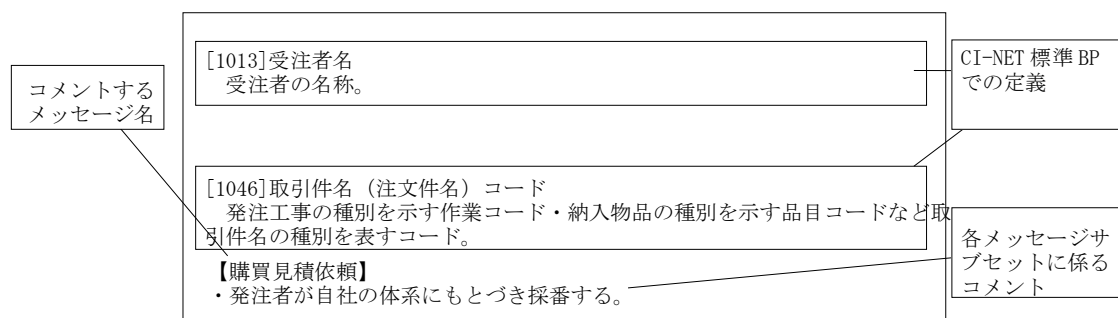 [1013]受注者名
受注者の名称。
CI-NET 標準 BP
での定義
コメントする
メッセージ名
[1046]取引件名（注文件名）コード
発注工事の種別を示す作業コード・納入物品の種別を示す品目コードなど取
引件名の種別を表すコード。
【購買見積依頼】
・発注者が自社の体系にもとづき採番する。
各メッセージサ
ブセットに係る
コメント